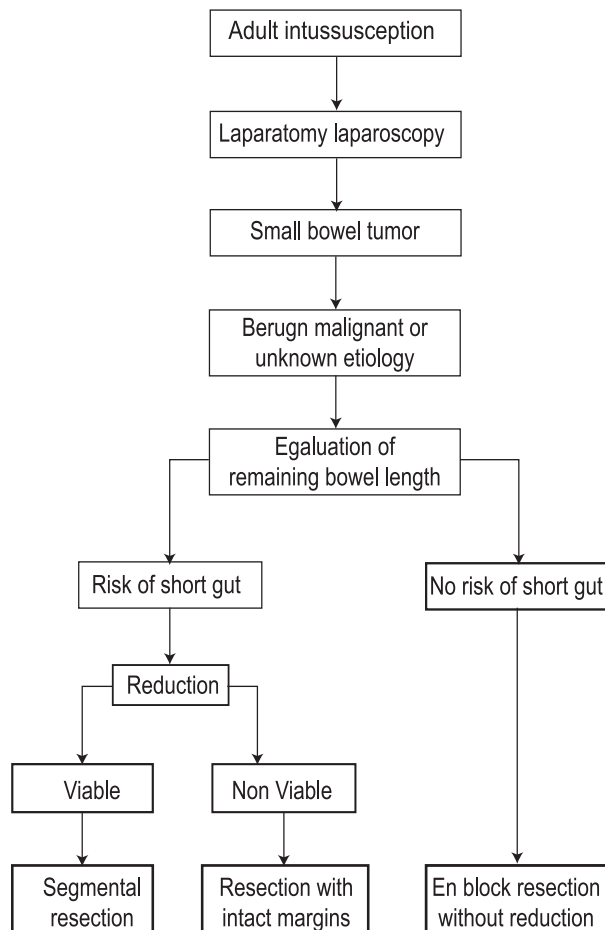 Adult intussusception
Laparatomy laparoscopy
Small bowel tumor
Berugn malignant or
unknown etiology
Egaluation of
remaining bowel length
Risk of short gut
No risk of short gut
Reduction
Viable
Non Viable
Segmental
resection
Resection with
intact margins
En block resection
without reduction